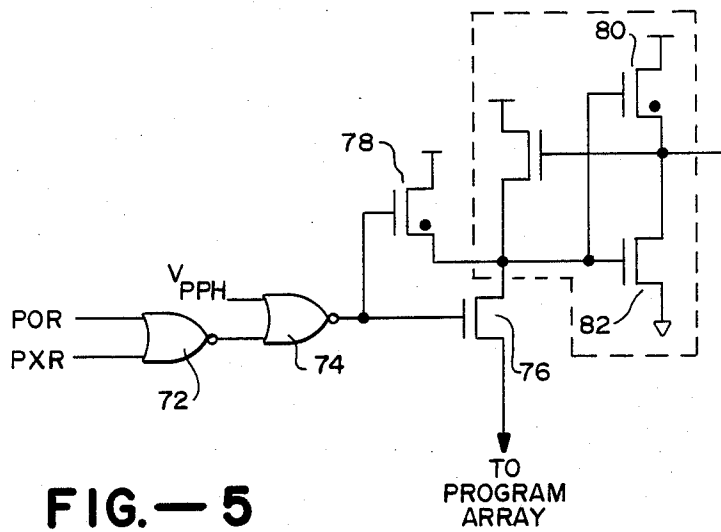 80
78
V
PPH
POR
PXR
72
74
76
82
TO
PROGRAM
ARRAY
FIG.—5